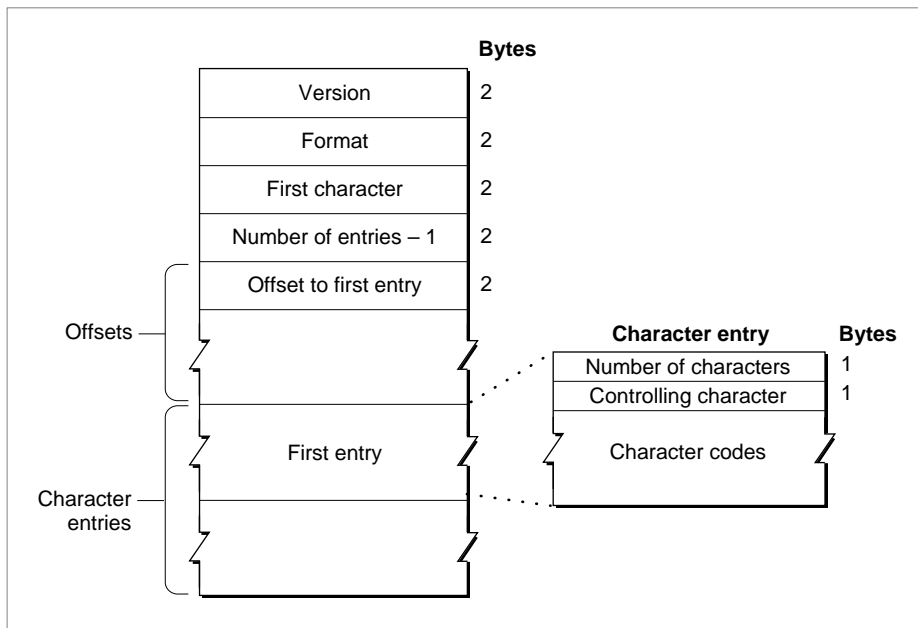 Bytes
Version 2
Format 2
First character 2
Number of entries – 1 2
Offset to first entry 2
Offsets
Character entry Bytes
Number of characters 1
Controlling character 1
First entry
Character codes
Character
entries